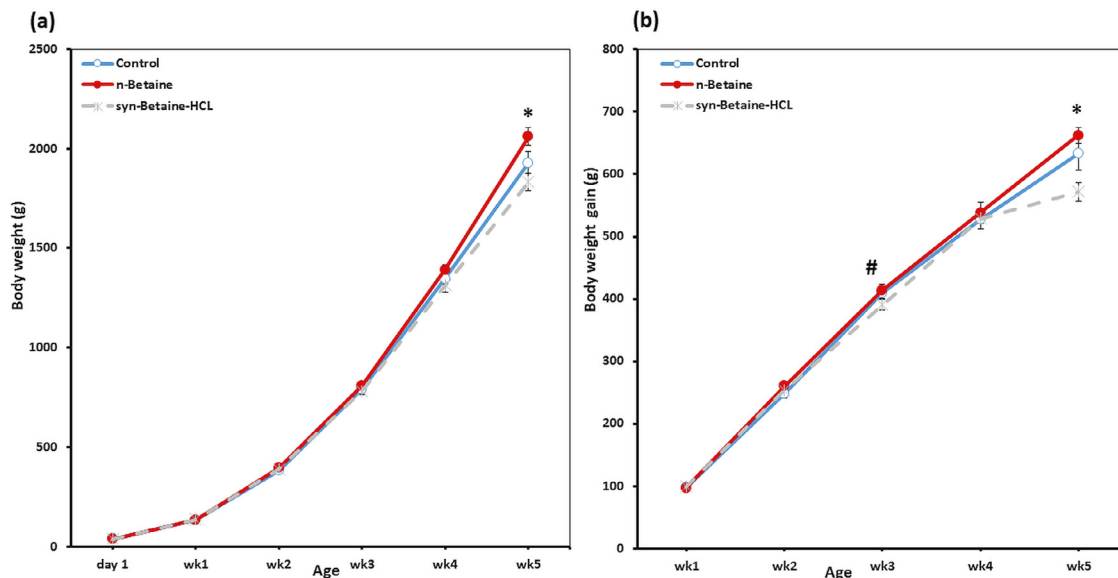 (a)
2500
2000
1500
1000
500
0
Body weight (g)
Control
n-Betaine
syn-Betaine-HCL
*
day 1 wk1 wk2 wk3 wk4 wk5
Age
(b)
800
700
600
500
400
300
200
100
0
Body weight gain (g)
Control
n-Betaine
syn-Betaine-HCL
#
*
wk1 wk2 wk3 wk4 wk5
Age